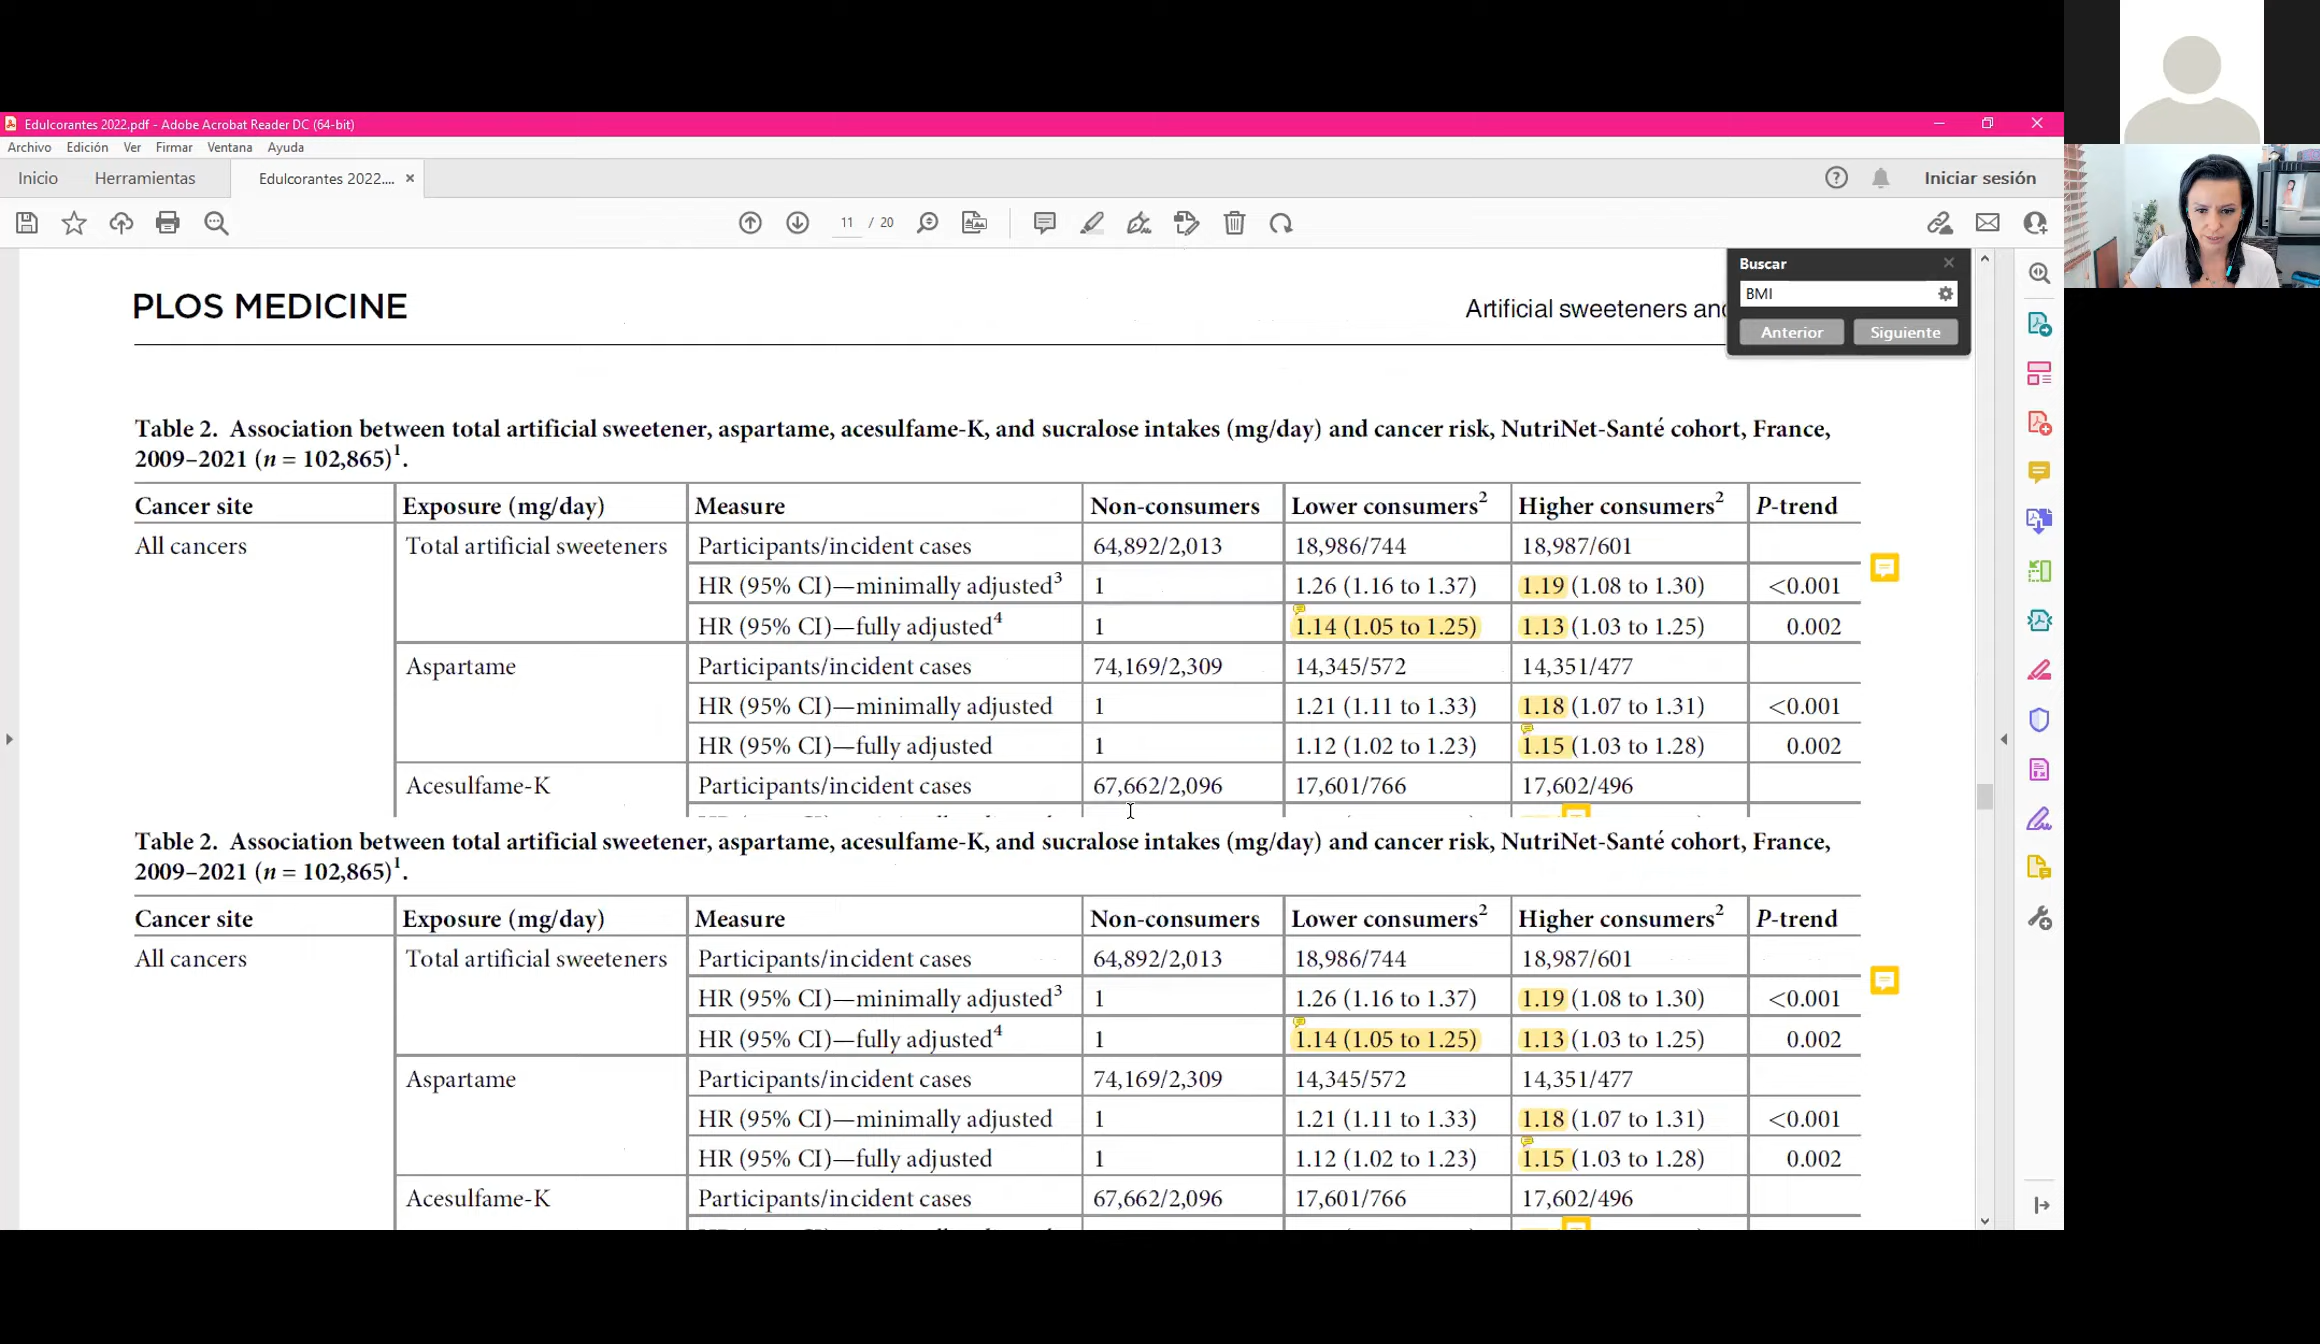 Edulcorantes 2022.pdf - Adobe Acrobat Reader DC (64-bit)
Archivo Edición Ver Firmar Ventana Ayuda
Inicio Herramientas Edulcorantes 2022.... × Iniciar sesión
11 / 20
Buscar
BMI
Anterior Siguiente
PLOS MEDICINE Artificial sweeteners
Table 2. Association between total artificial sweetener, aspartame, acesulfame-K, and sucralose intakes (mg/day) and cancer risk, NutriNet-Santé cohort, France,
2009–2021 (n = 102,865)1.
Cancer site Exposure (mg/day) Measure Non-consumers Lower consumers2 Higher consumers2 P-trend
All cancers Total artificial sweeteners Participants/incident cases 64,892/2,013 18,986/744 18,987/601
HR (95% CI)—minimally adjusted3 1 1.26 (1.16 to 1.37) 1.19 (1.08 to 1.30) <0.001
HR (95% CI)—fully adjusted4 1 1.14 (1.05 to 1.25) 1.13 (1.03 to 1.25) 0.002
Aspartame Participants/incident cases 74,169/2,309 14,345/572 14,351/477
HR (95% CI)—minimally adjusted 1 1.21 (1.11 to 1.33) 1.18 (1.07 to 1.31) <0.001
HR (95% CI)—fully adjusted 1 1.12 (1.02 to 1.23) 1.15 (1.03 to 1.28) 0.002
Acesulfame-K Participants/incident cases 67,662/2,096 17,601/766 17,602/496
Table 2. Association between total artificial sweetener, aspartame, acesulfame-K, and sucralose intakes (mg/day) and cancer risk, NutriNet-Santé cohort, France,
2009–2021 (n = 102,865)1.
Cancer site Exposure (mg/day) Measure Non-consumers Lower consumers2 Higher consumers2 P-trend
All cancers Total artificial sweeteners Participants/incident cases 64,892/2,013 18,986/744 18,987/601
HR (95% CI)—minimally adjusted3 1 1.26 (1.16 to 1.37) 1.19 (1.08 to 1.30) <0.001
HR (95% CI)—fully adjusted4 1 1.14 (1.05 to 1.25) 1.13 (1.03 to 1.25) 0.002
Aspartame Participants/incident cases 74,169/2,309 14,345/572 14,351/477
HR (95% CI)—minimally adjusted 1 1.21 (1.11 to 1.33) 1.18 (1.07 to 1.31) <0.001
HR (95% CI)—fully adjusted 1 1.12 (1.02 to 1.23) 1.15 (1.03 to 1.28) 0.002
Acesulfame-K Participants/incident cases 67,662/2,096 17,601/766 17,602/496